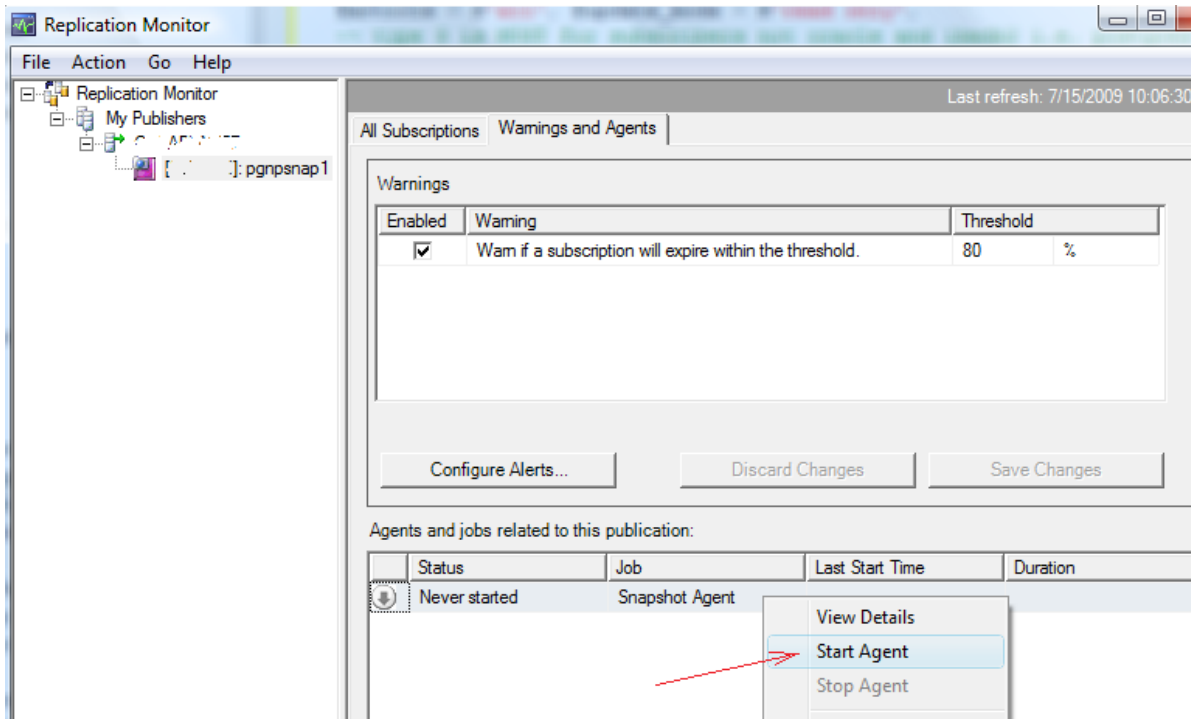 Replication Monitor
File Action Go Help
Replication Monitor
My Publishers
]: pgnpsnap1
Last refresh: 7/15/2009 10:06:30
All Subscriptions Warnings and Agents
Warnings
Enabled Warning Threshold
Warn if a subscription will expire within the threshold. 80 %
Configure Alerts... Discard Changes Save Changes
Agents and jobs related to this publication:
Status Job Last Start Time Duration
Never started Snapshot Agent
View Details
Start Agent
Stop Agent